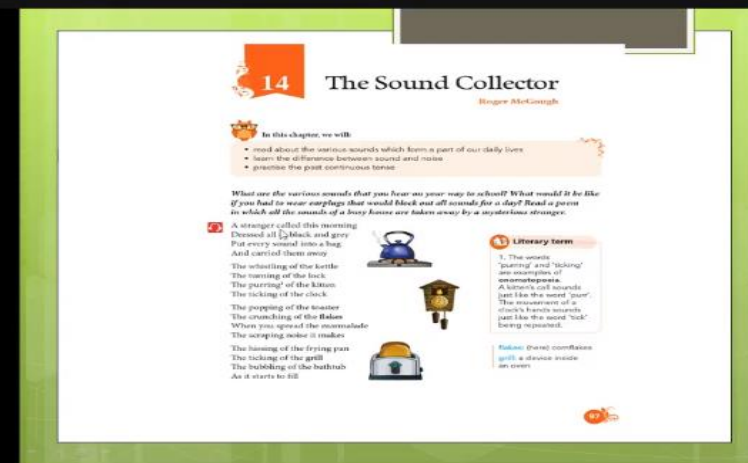 14
The Sound Collector
Roger McGough
In this chapter, we will:
• read about the various sounds which form a part of our daily lives
• learn the difference between sound and noise
• practise the past continuous tense
What are the various sounds that you hear on your way to school? What would it be like
if you had to wear earplugs that would block out all sounds for a day? Read a poem
in which all the sounds of a busy house are taken away by a mysterious stranger.
A stranger called this morning
Dressed all in black and grey
Put every sound into a bag
And carried them away
The whistling of the kettle
The turning of the lock
The purring¹ of the kitten
The ticking of the clock
The popping of the toaster
The crunching of the flakes
When you spread the marmalade
The scraping noise it makes
The hissing of the frying pan
The ticking of the grill
The bubbling of the bathtub
As it starts to fill
Literary term
1. The words
'purring' and 'ticking'
are examples of
onomatopoeia.
A kitten's call sounds
just like the word 'purr'.
The movement of a
clock's hands sounds
just like the word 'tick'
being repeated.
flakes: (here) cornflakes
grill: a device inside
an oven
97